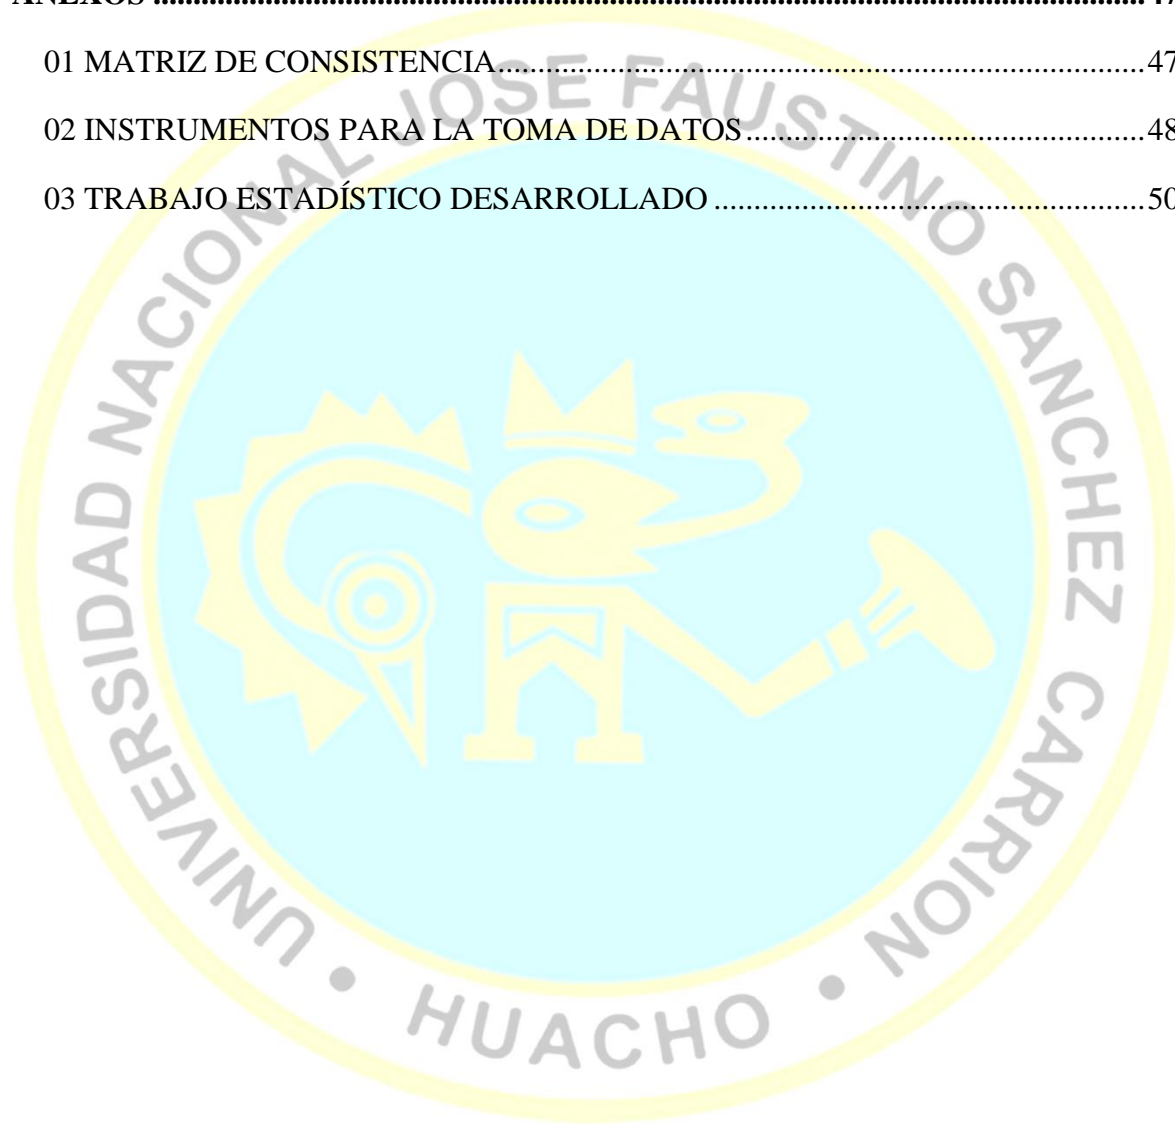 ANEXOS ........ 47
01 MATRIZ DE CONSISTENCIA........47
02 INSTRUMENTOS PARA LA TOMA DE DATOS........48
03 TRABAJO ESTADÍSTICO DESARROLLADO ........50
UNIVERSIDAD NACIONAL JOSE FAUSTINO SANCHEZ CARRION • HUACHO •